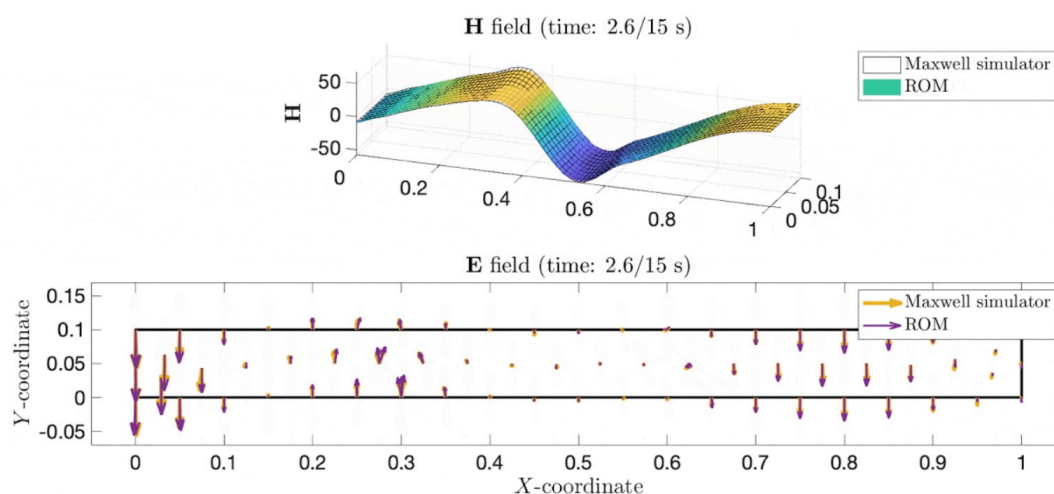 H field (time: 2.6/15 s)
Maxwell simulator
ROM
H
50
0
-50
0
0.2
0.4
0.6
0.8
1
0
0.05
0.1
E field (time: 2.6/15 s)
Maxwell simulator
ROM
Y-coordinate
0.15
0.1
0.05
0
-0.05
0 0.1 0.2 0.3 0.4 0.5 0.6 0.7 0.8 0.9 1
X-coordinate